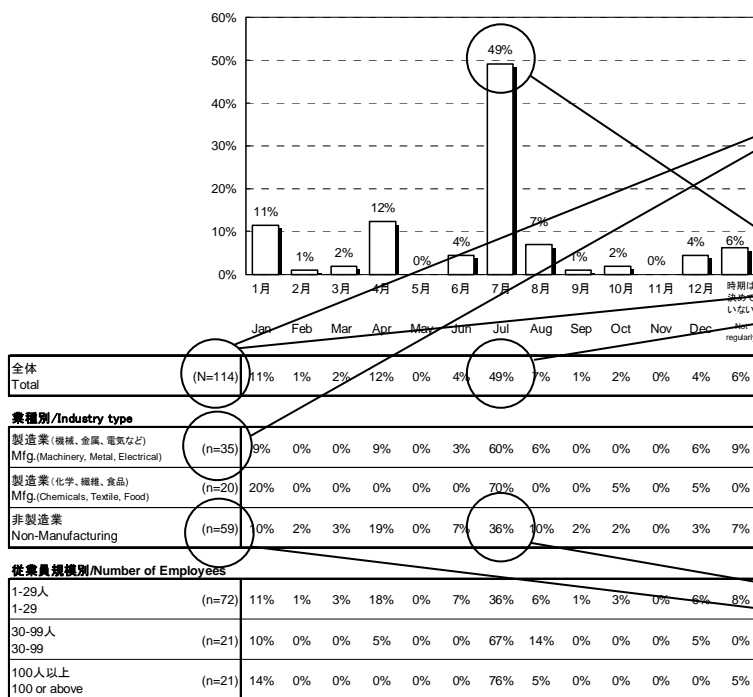 60%
50%
40%
30%
20%
10%
0%
11%
1%
2%
12%
0%
4%
49%
7%
1%
2%
0%
4%
6%
1月 2月 3月 4月 5月 6月 7月 8月 9月 10月 11月 12月
時期は
決めて
いない
Jan Feb Mar Apr May Jun Jul Aug Sep Oct Nov Dec
Not
regularly
全体
Total (N=114) 11% 1% 2% 12% 0% 4% 49% 7% 1% 2% 0% 4% 6%
業種別/Industry type
製造業(機械、金属、電気など)
Mfg.(Machinery, Metal, Electrical) (n=35) 9% 0% 0% 9% 0% 3% 60% 6% 0% 0% 0% 6% 9%
製造業(化学、繊維、食品)
Mfg.(Chemicals, Textile, Food) (n=20) 20% 0% 0% 0% 0% 0% 70% 0% 0% 5% 0% 5% 0%
非製造業
Non-Manufacturing (n=59) 10% 2% 3% 19% 0% 7% 36% 10% 2% 2% 0% 3% 7%
従業員規模別/Number of Employees
1-29人
1-29 (n=72) 11% 1% 3% 18% 0% 7% 36% 6% 1% 3% 0% 6% 8%
30-99人
30-99 (n=21) 10% 0% 0% 5% 0% 0% 67% 14% 0% 0% 0% 5% 0%
100人以上
100 or above (n=21) 14% 0% 0% 0% 0% 0% 76% 5% 0% 0% 0% 0% 5%